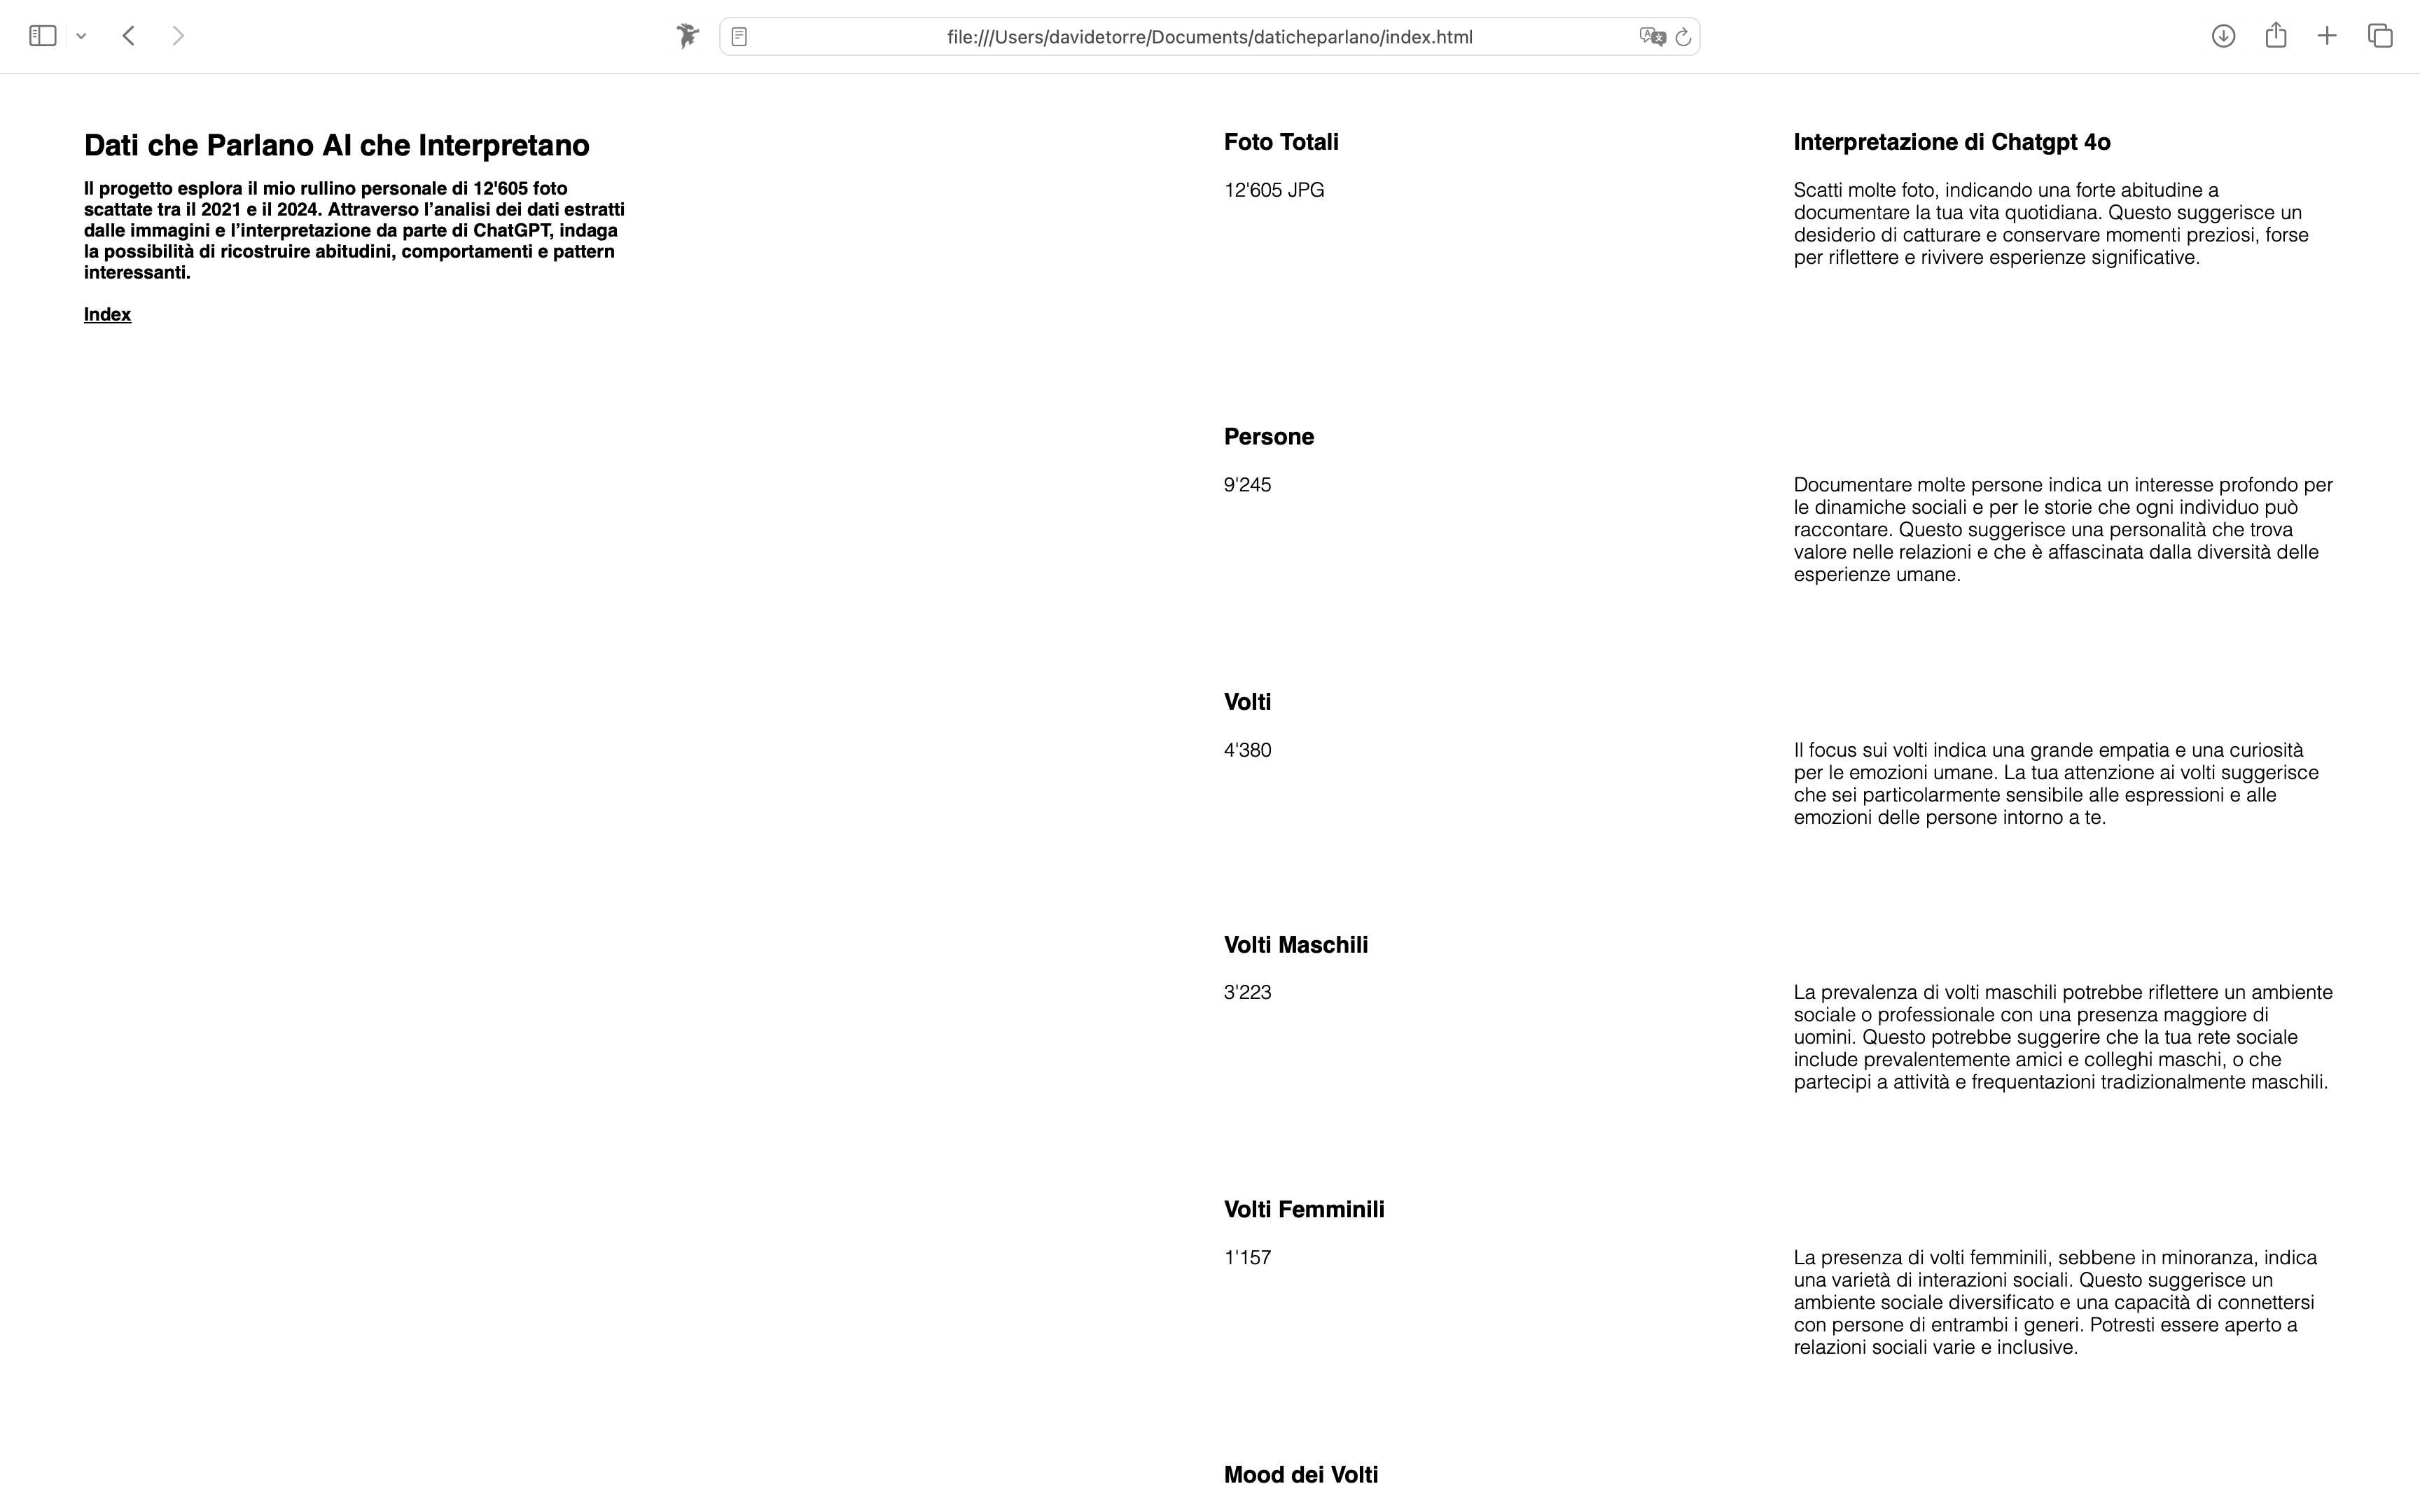 file:///Users/davidetorre/Documents/daticheparlano/index.html
Dati che Parlano AI che Interpretano
Il progetto esplora il mio rullino personale di 12'605 foto
scattate tra il 2021 e il 2024. Attraverso l’analisi dei dati estratti
dalle immagini e l’interpretazione da parte di ChatGPT, indaga
la possibilità di ricostruire abitudini, comportamenti e pattern
interessanti.
Index
Foto Totali
12'605 JPG
Interpretazione di Chatgpt 4o
Scatti molte foto, indicando una forte abitudine a
documentare la tua vita quotidiana. Questo suggerisce un
desiderio di catturare e conservare momenti preziosi, forse
per riflettere e rivivere esperienze significative.
Persone
9'245
Documentare molte persone indica un interesse profondo per
le dinamiche sociali e per le storie che ogni individuo può
raccontare. Questo suggerisce una personalità che trova
valore nelle relazioni e che è affascinata dalla diversità delle
esperienze umane.
Volti
4'380
Il focus sui volti indica una grande empatia e una curiosità
per le emozioni umane. La tua attenzione ai volti suggerisce
che sei particolarmente sensibile alle espressioni e alle
emozioni delle persone intorno a te.
Volti Maschili
3'223
La prevalenza di volti maschili potrebbe riflettere un ambiente
sociale o professionale con una presenza maggiore di
uomini. Questo potrebbe suggerire che la tua rete sociale
include prevalentemente amici e colleghi maschi, o che
partecipi a attività e frequentazioni tradizionalmente maschili.
Volti Femminili
1'157
La presenza di volti femminili, sebbene in minoranza, indica
una varietà di interazioni sociali. Questo suggerisce un
ambiente sociale diversificato e una capacità di connettersi
con persone di entrambi i generi. Potresti essere aperto a
relazioni sociali varie e inclusive.
Mood dei Volti